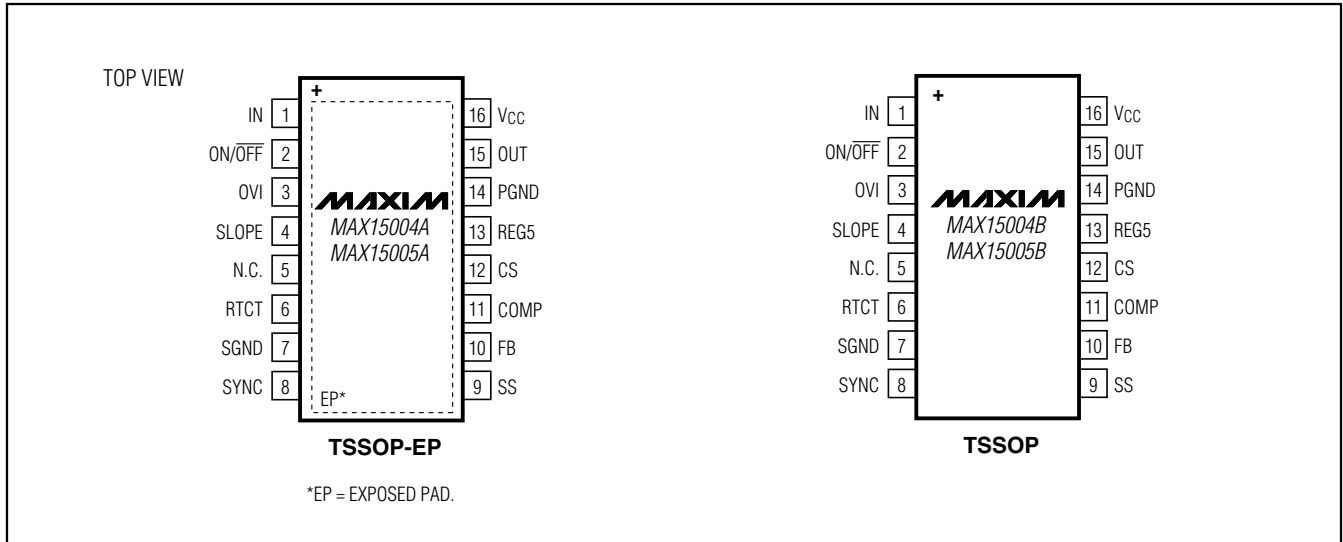 TOP VIEW
+
IN 1
ON/OFF 2
OVI 3
SLOPE 4
N.C. 5
RTCT 6
SGND 7
SYNC 8
16 VCC
15 OUT
14 PGND
13 REG5
12 CS
11 COMP
10 FB
9 SS
MAXIM
MAX15004A
MAX15005A
EP*
TSSOP-EP
*EP = EXPOSED PAD.
+
IN 1
ON/OFF 2
OVI 3
SLOPE 4
N.C. 5
RTCT 6
SGND 7
SYNC 8
16 VCC
15 OUT
14 PGND
13 REG5
12 CS
11 COMP
10 FB
9 SS
MAXIM
MAX15004B
MAX15005B
TSSOP